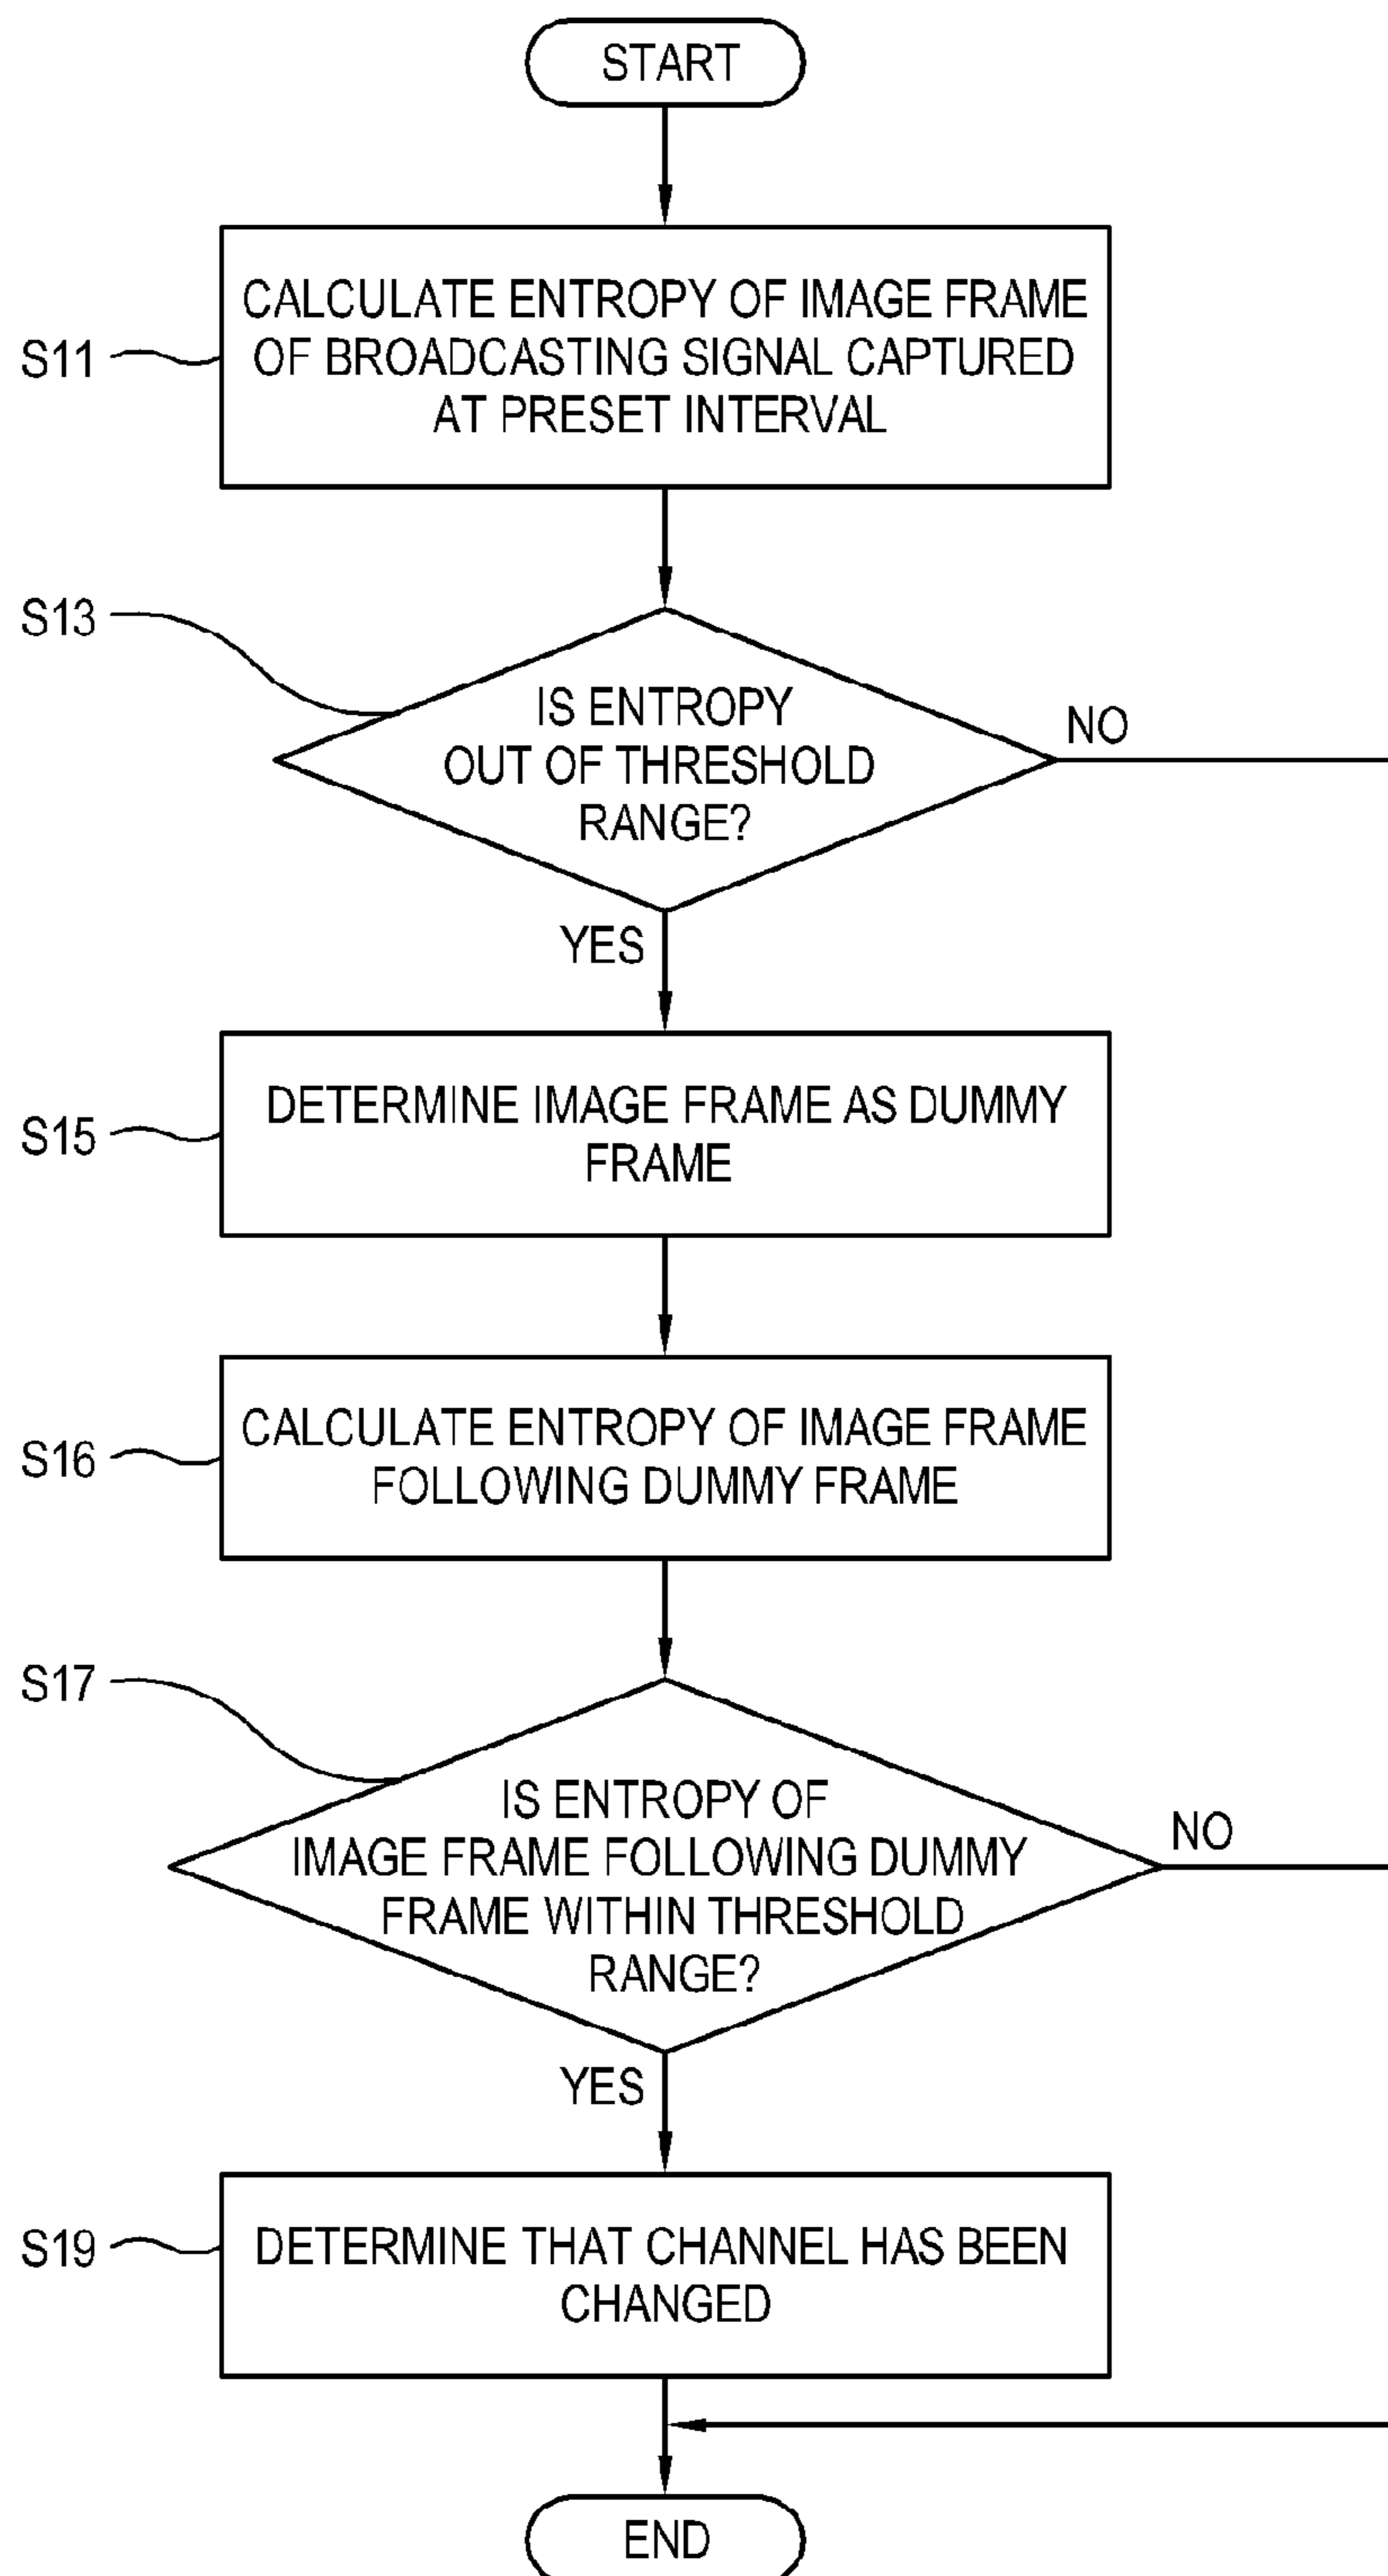 START
S11
CALCULATE ENTROPY OF IMAGE FRAME
OF BROADCASTING SIGNAL CAPTURED
AT PRESET INTERVAL
S13
IS ENTROPY
OUT OF THRESHOLD
RANGE?
NO
YES
S15
DETERMINE IMAGE FRAME AS DUMMY
FRAME
S16
CALCULATE ENTROPY OF IMAGE FRAME
FOLLOWING DUMMY FRAME
S17
IS ENTROPY OF
IMAGE FRAME FOLLOWING DUMMY
FRAME WITHIN THRESHOLD
RANGE?
NO
YES
S19
DETERMINE THAT CHANNEL HAS BEEN
CHANGED
END